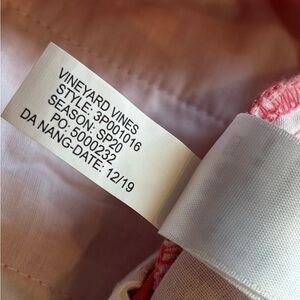 VINEYARD VINES
STYLE: 3P001016
SEASON: SP20
PO: 5000232
DA NANG-DATE: 12/19